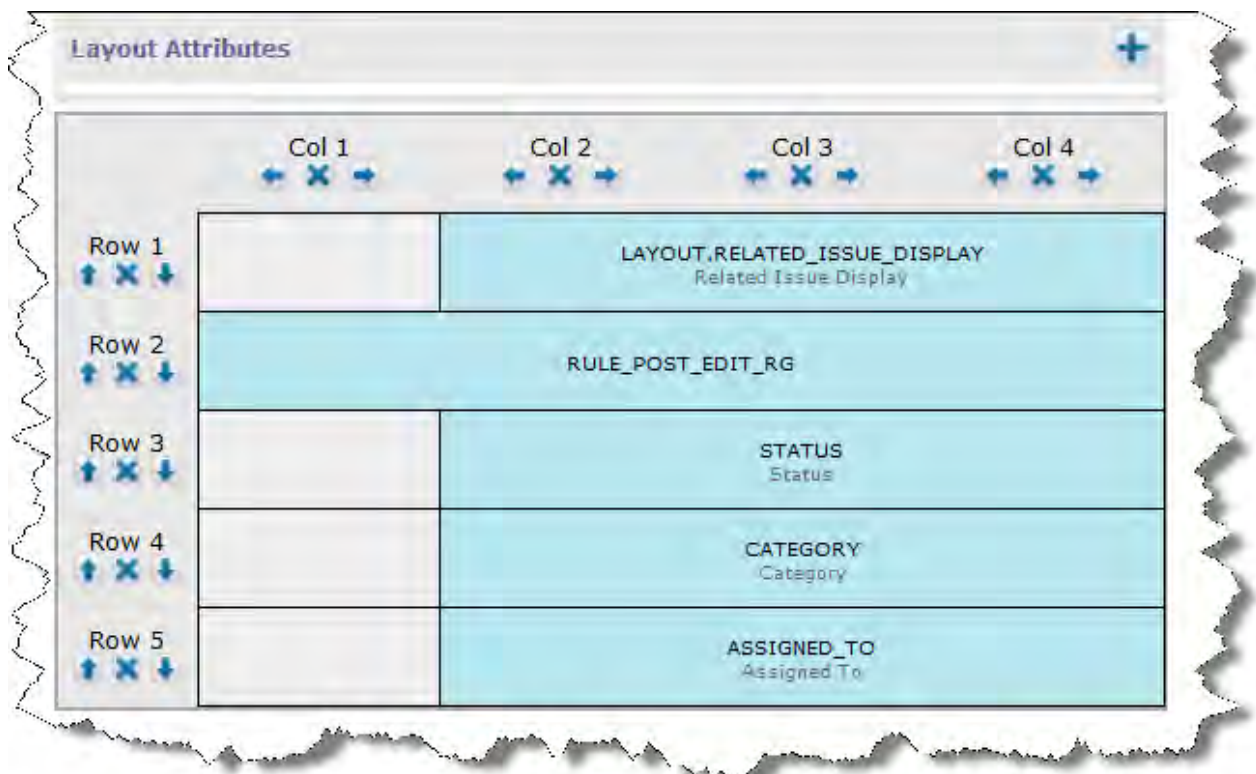 Layout Attributes
Col 1 Col 2 Col 3 Col 4
Row 1
LAYOUT.RELATED_ISSUE_DISPLAY
Related Issue Display
Row 2
RULE_POST_EDIT_RG
Row 3
STATUS
Status
Row 4
CATEGORY
Category
Row 5
ASSIGNED_TO
Assigned To